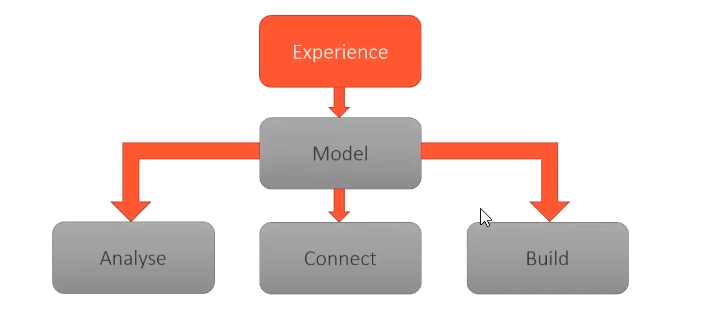 Experience
Model
Analyse
Connect
Build